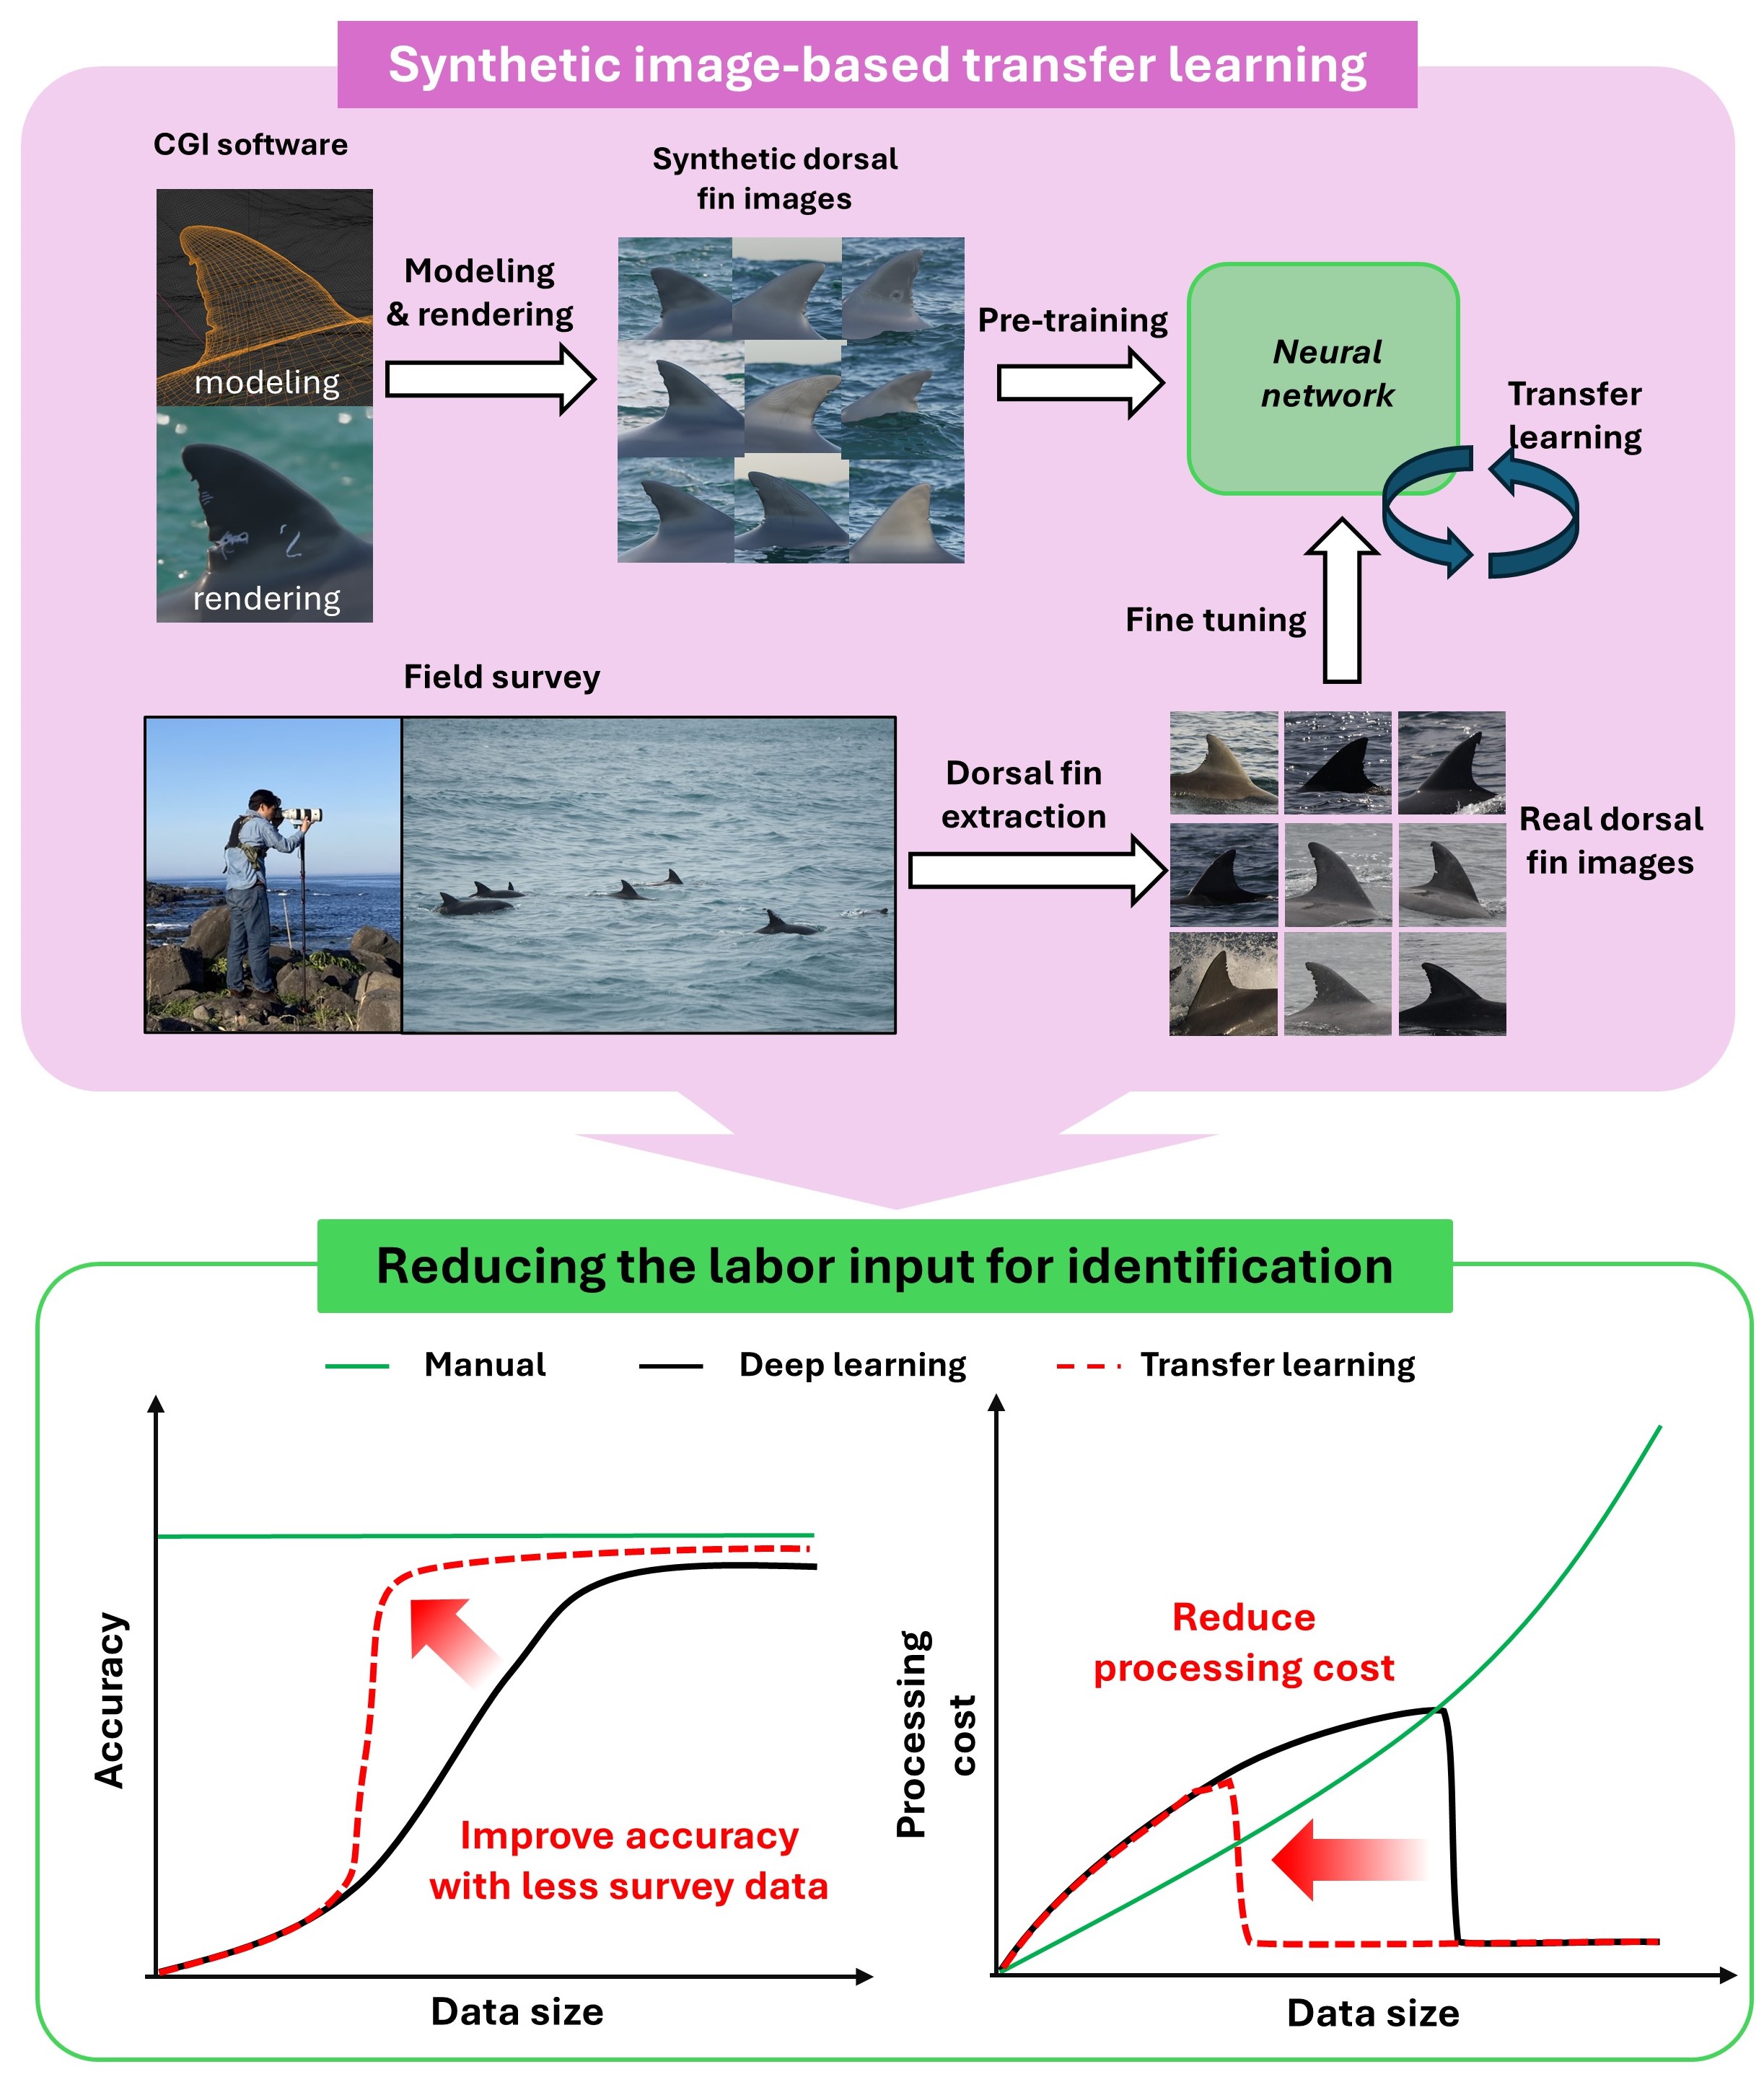 Synthetic image-based transfer learning
CGI software
modeling
rendering
Modeling
& rendering
Synthetic dorsal
fin images
Pre-training
Neural
network
Transfer
learning
Fine tuning
Field survey
Dorsal fin
extraction
Real dorsal
fin images
Reducing the labor input for identification
Manual
Deep learning
Transfer learning
Accuracy
Improve accuracy
with less survey data
Data size
Processing
cost
Reduce
processing cost
Data size